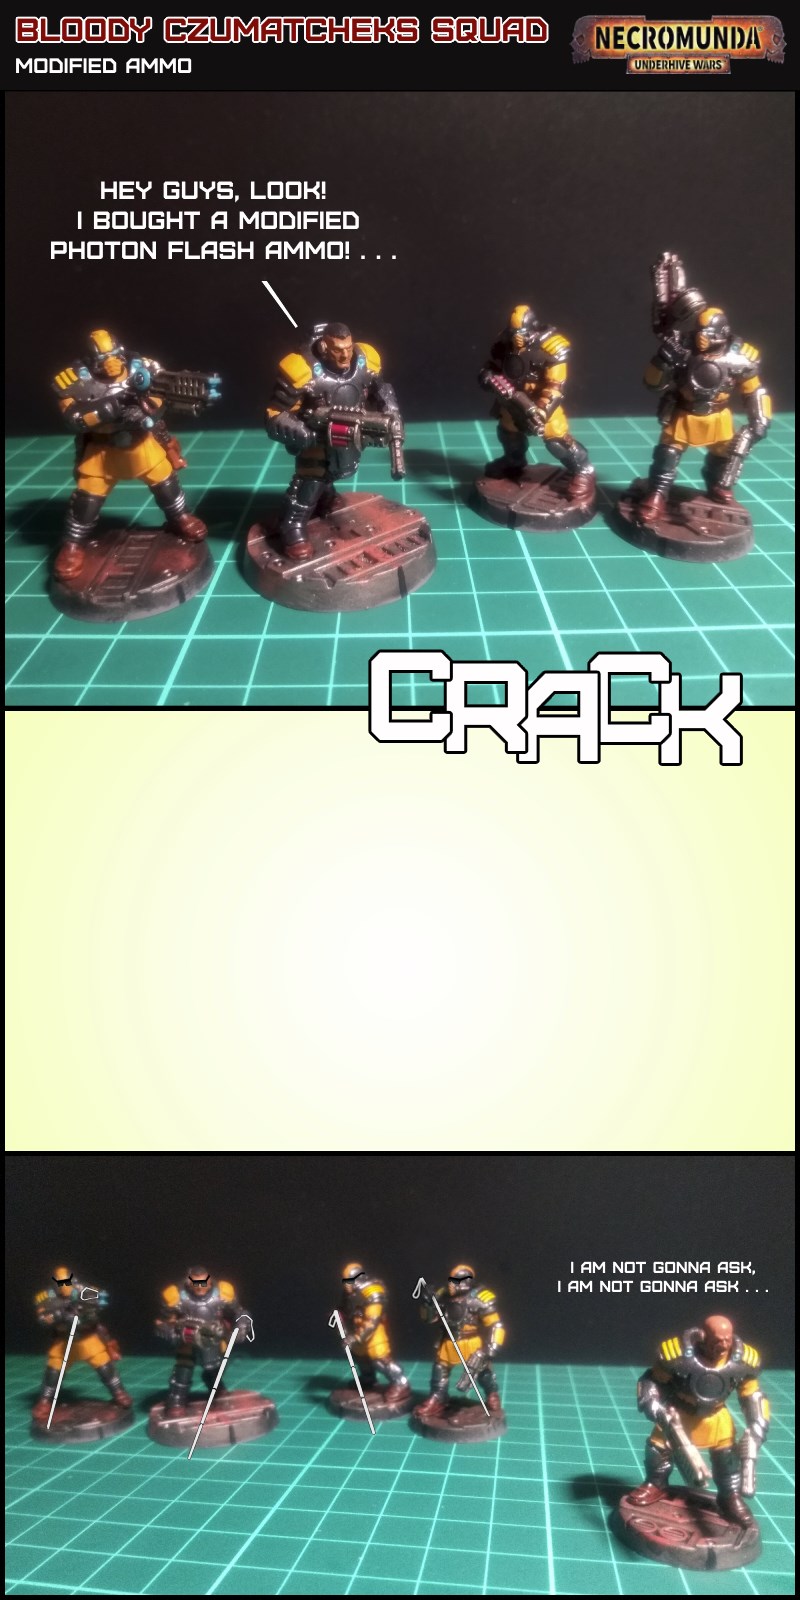 BLOODY CZUMATCHEKS SQUAD
MODIFIED AMMO
NECROMUNDA
UNDERHIVE WARS
HEY GUYS, LOOK!
I BOUGHT A MODIFIED
PHOTON FLASH AMMO! . . .
CRACK
I AM NOT GONNA ASK,
I AM NOT GONNA ASK . . .